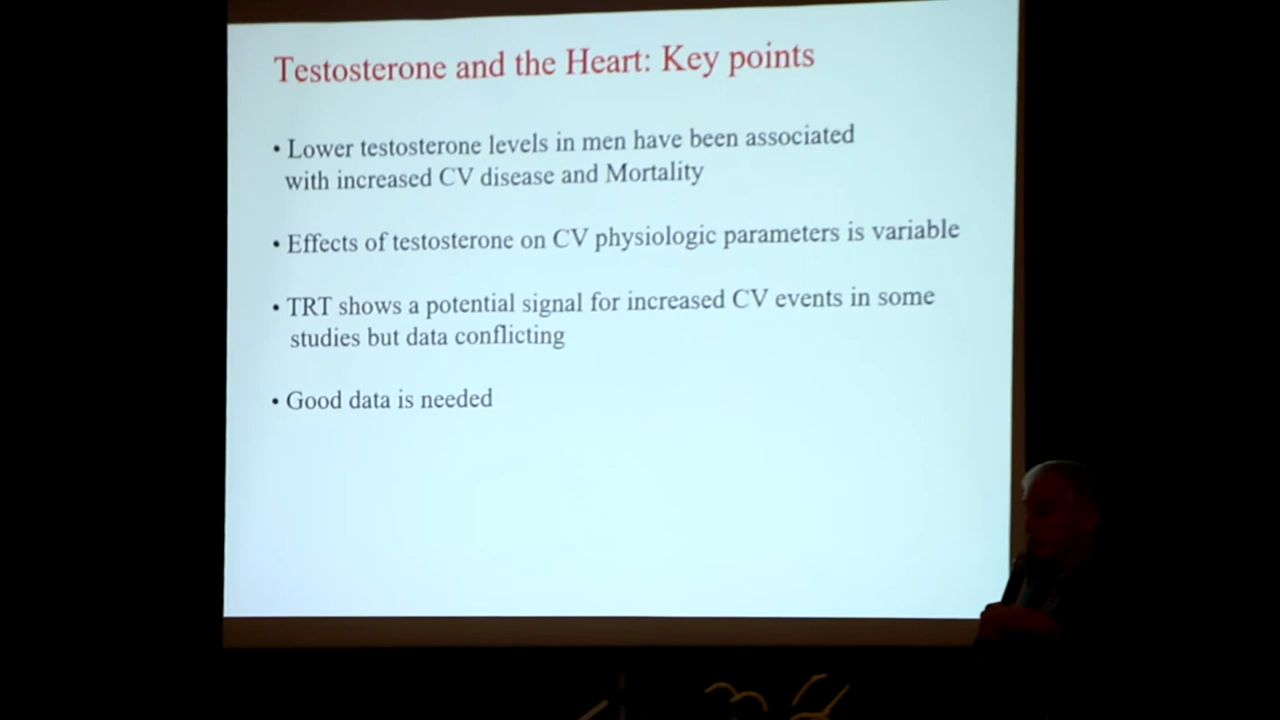 Testosterone and the Heart: Key points
• Lower testosterone levels in men have been associated
with increased CV disease and Mortality
• Effects of testosterone on CV physiologic parameters is variable
• TRT shows a potential signal for increased CV events in some
studies but data conflicting
• Good data is needed